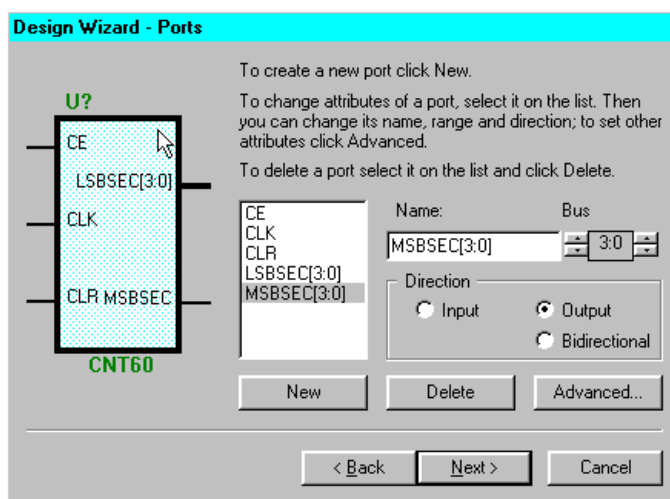 Design Wizard - Ports
To create a new port click New.
To change attributes of a port, select it on the list. Then
you can change its name, range and direction; to set other
attributes click Advanced.
To delete a port select it on the list and click Delete.
U?
CE
LSBSEC[3:0]
CLK
CLR MSBSEC
CNT60
CE
CLK
CLR
LSBSEC[3:0]
MSBSEC[3:0]
Name:
Bus
MSBSEC[3:0]
3:0
Direction
Input
Output
Bidirectional
New
Delete
Advanced...
< Back
Next >
Cancel